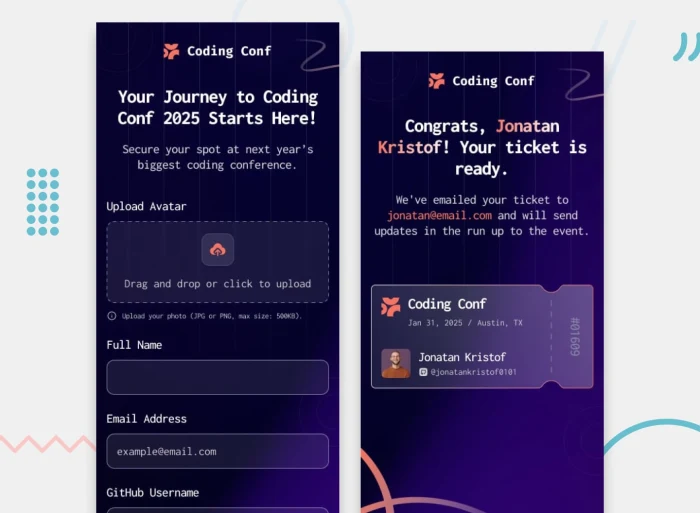 Coding Conf
Your Journey to Coding
Conf 2025 Starts Here!
Secure your spot at next year's
biggest coding conference.
Upload Avatar
Drag and drop or click to upload
Upload your photo (JPG or PNG, max size: 500KB).
Full Name
Email Address
example@email.com
GitHub Username
Coding Conf
Congrats, Jonatan
Kristof! Your ticket is
ready.
We've emailed your ticket to
jonatan@email.com and will send
updates in the run up to the event.
Coding Conf
Jan 31, 2025 / Austin, TX
Jonatan Kristof
@jonatankristof0101
#01609